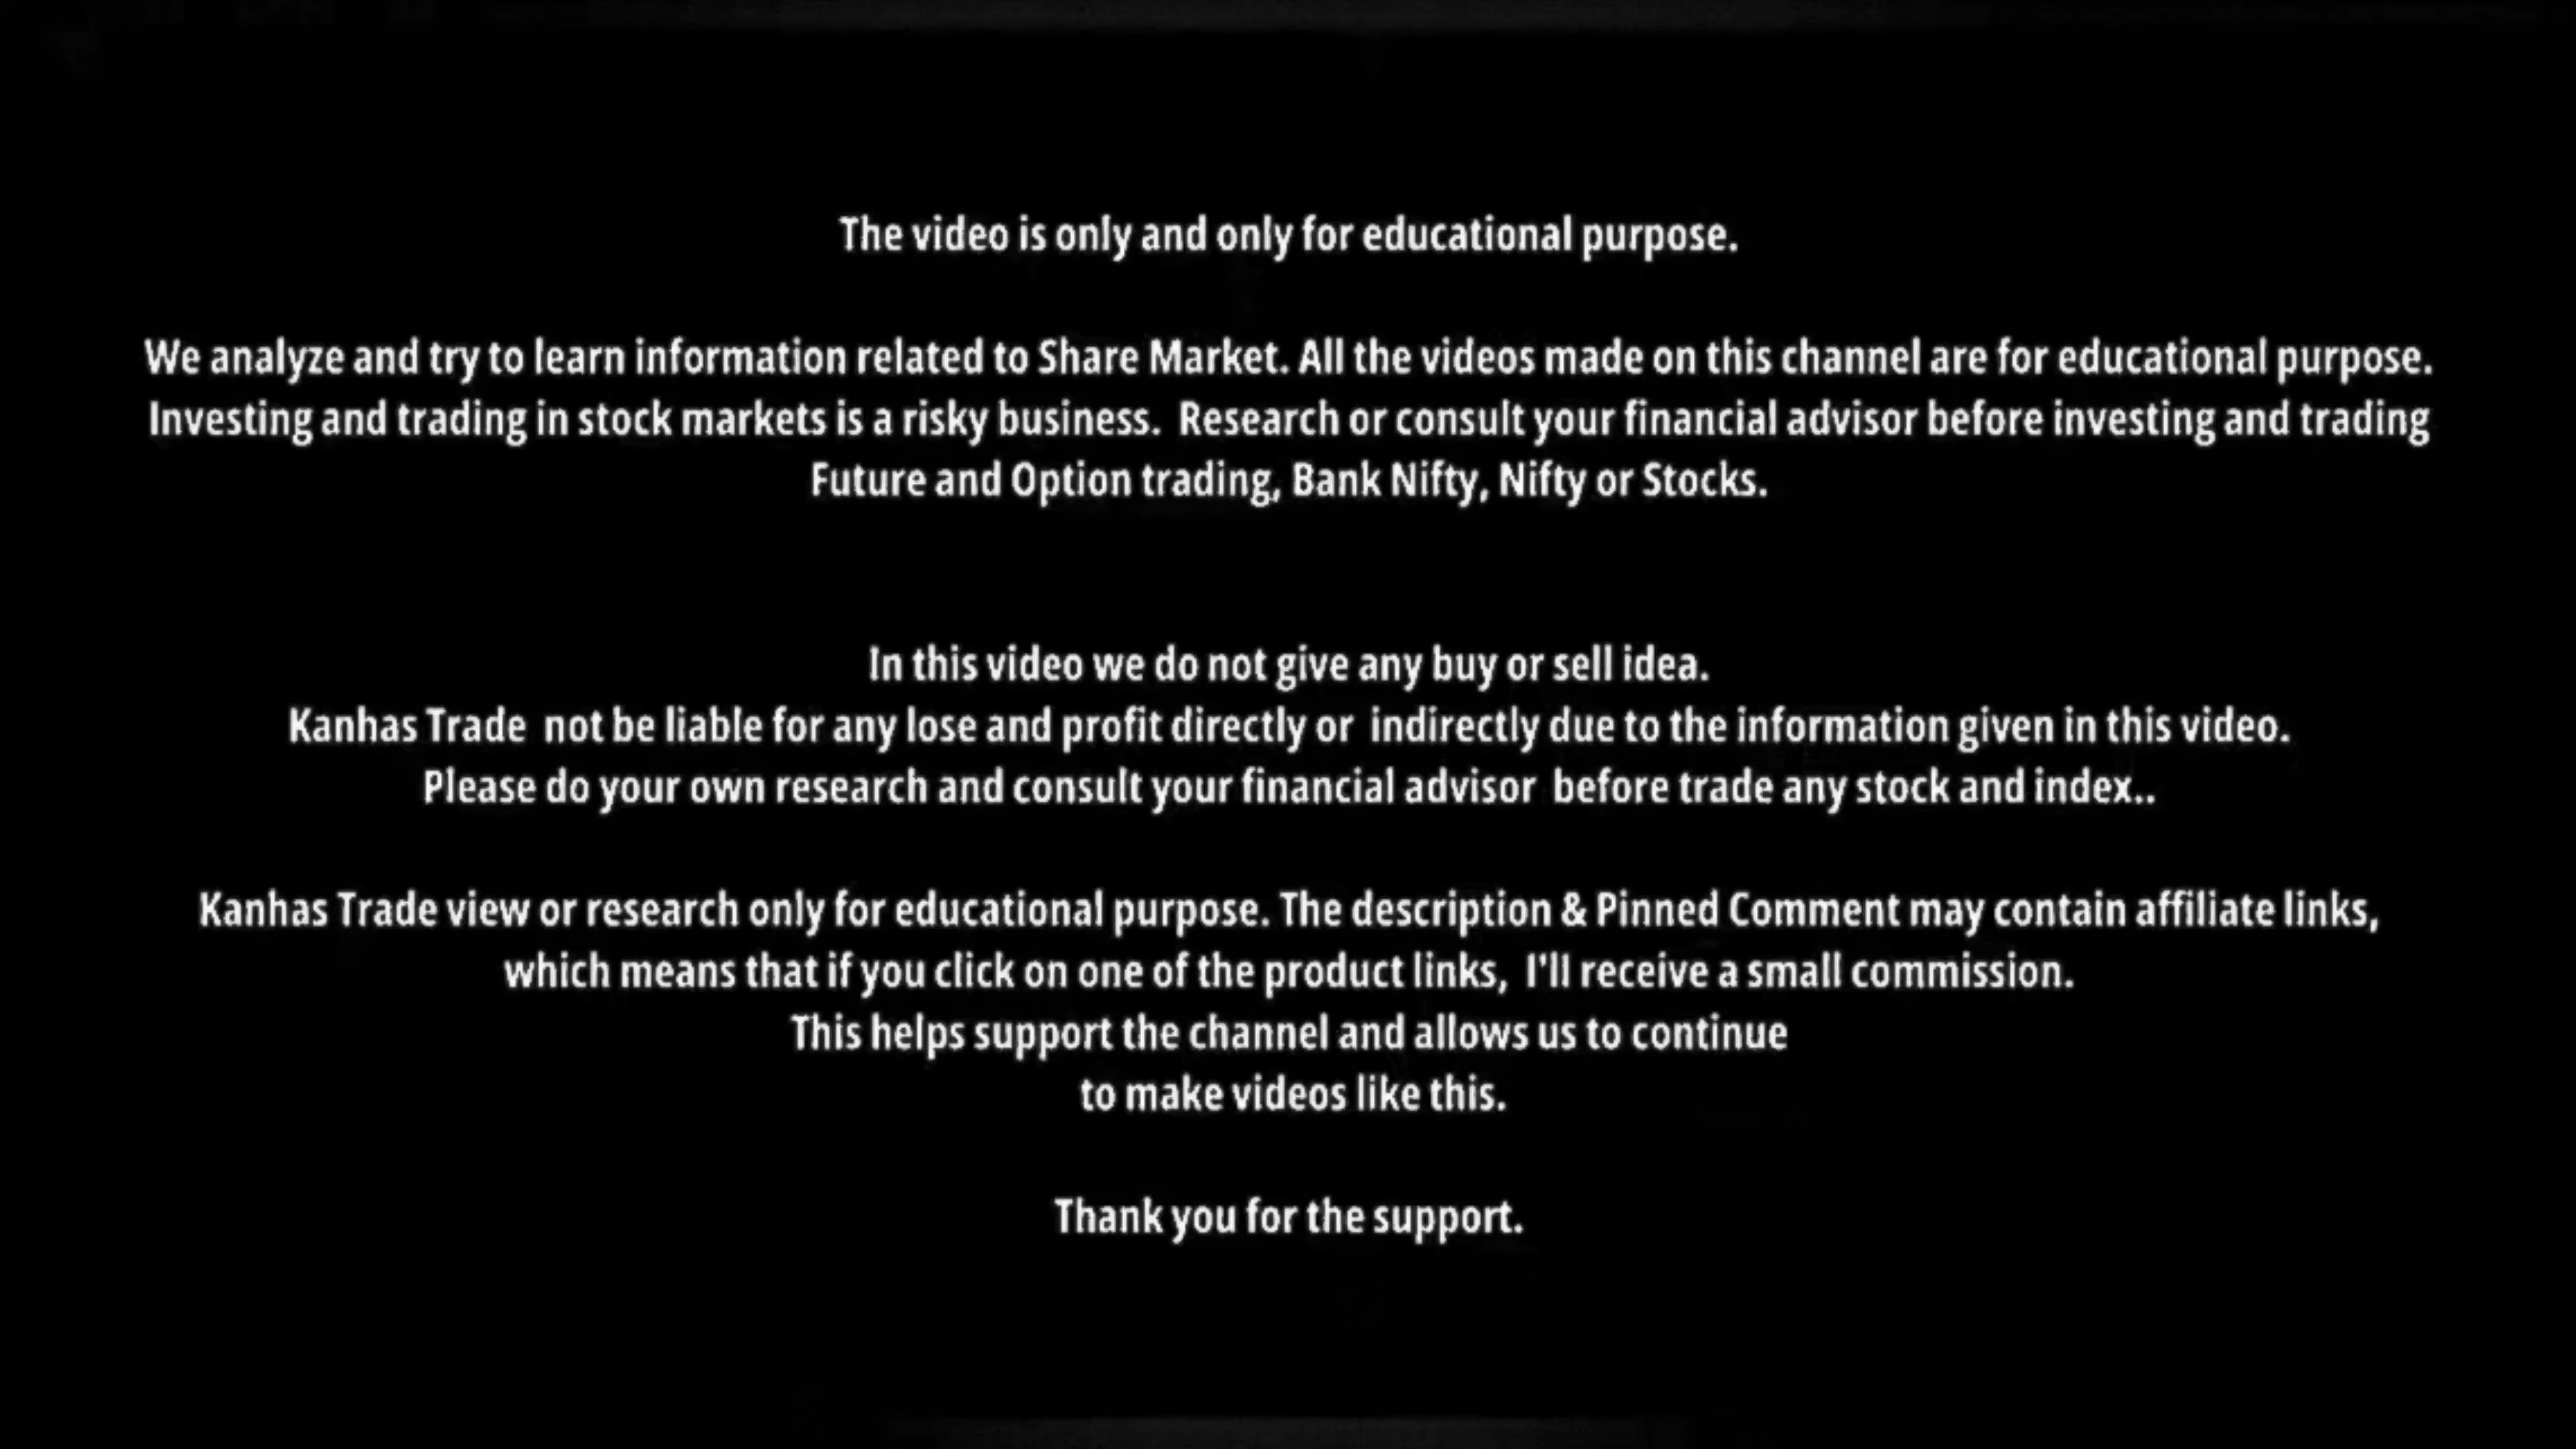 The video is only and only for educational purpose.
We analyze and try to learn information related to Share Market. All the videos made on this channel are for educational purpose.
Investing and trading in stock markets is a risky business. Research or consult your financial advisor before investing and trading
Future and Option trading, Bank Nifty, Nifty or Stocks.
In this video we do not give any buy or sell idea.
Kanhas Trade not be liable for any lose and profit directly or indirectly due to the information given in this video.
Please do your own research and consult your financial advisor before trade any stock and index..
Kanhas Trade view or research only for educational purpose. The description & Pinned Comment may contain affiliate links,
which means that if you click on one of the product links, I'll receive a small commission.
This helps support the channel and allows us to continue
to make videos like this.
Thank you for the support.